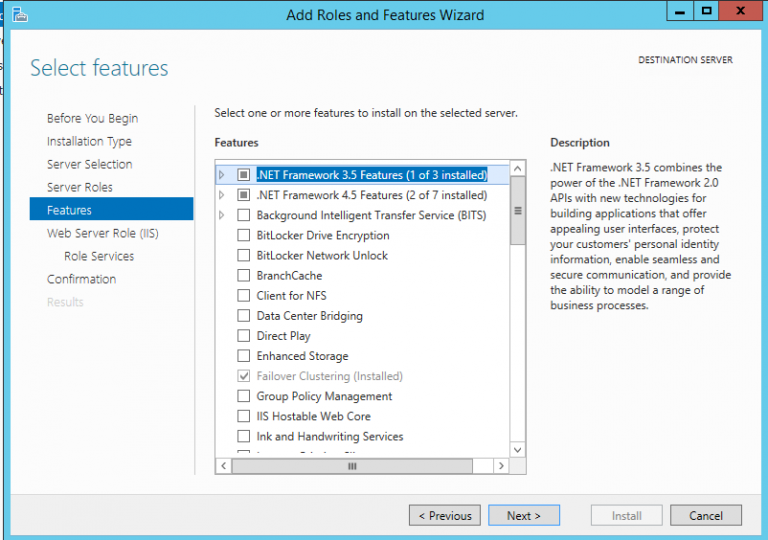 Add Roles and Features Wizard
Select features
DESTINATION SERVER
Before You Begin
Installation Type
Server Selection
Server Roles
Features
Web Server Role (IIS)
Role Services
Confirmation
Results
Select one or more features to install on the selected server.
Features
.NET Framework 3.5 Features (1 of 3 installed)
.NET Framework 4.5 Features (2 of 7 installed)
Background Intelligent Transfer Service (BITS)
BitLocker Drive Encryption
BitLocker Network Unlock
BranchCache
Client for NFS
Data Center Bridging
Direct Play
Enhanced Storage
Failover Clustering (Installed)
Group Policy Management
IIS Hostable Web Core
Ink and Handwriting Services
Description
.NET Framework 3.5 combines the
power of the .NET Framework 2.0
APIs with new technologies for
building applications that offer
appealing user interfaces, protect
your customers' personal identity
information, enable seamless and
secure communication, and provide
the ability to model a range of
business processes.
< Previous
Next >
Install
Cancel